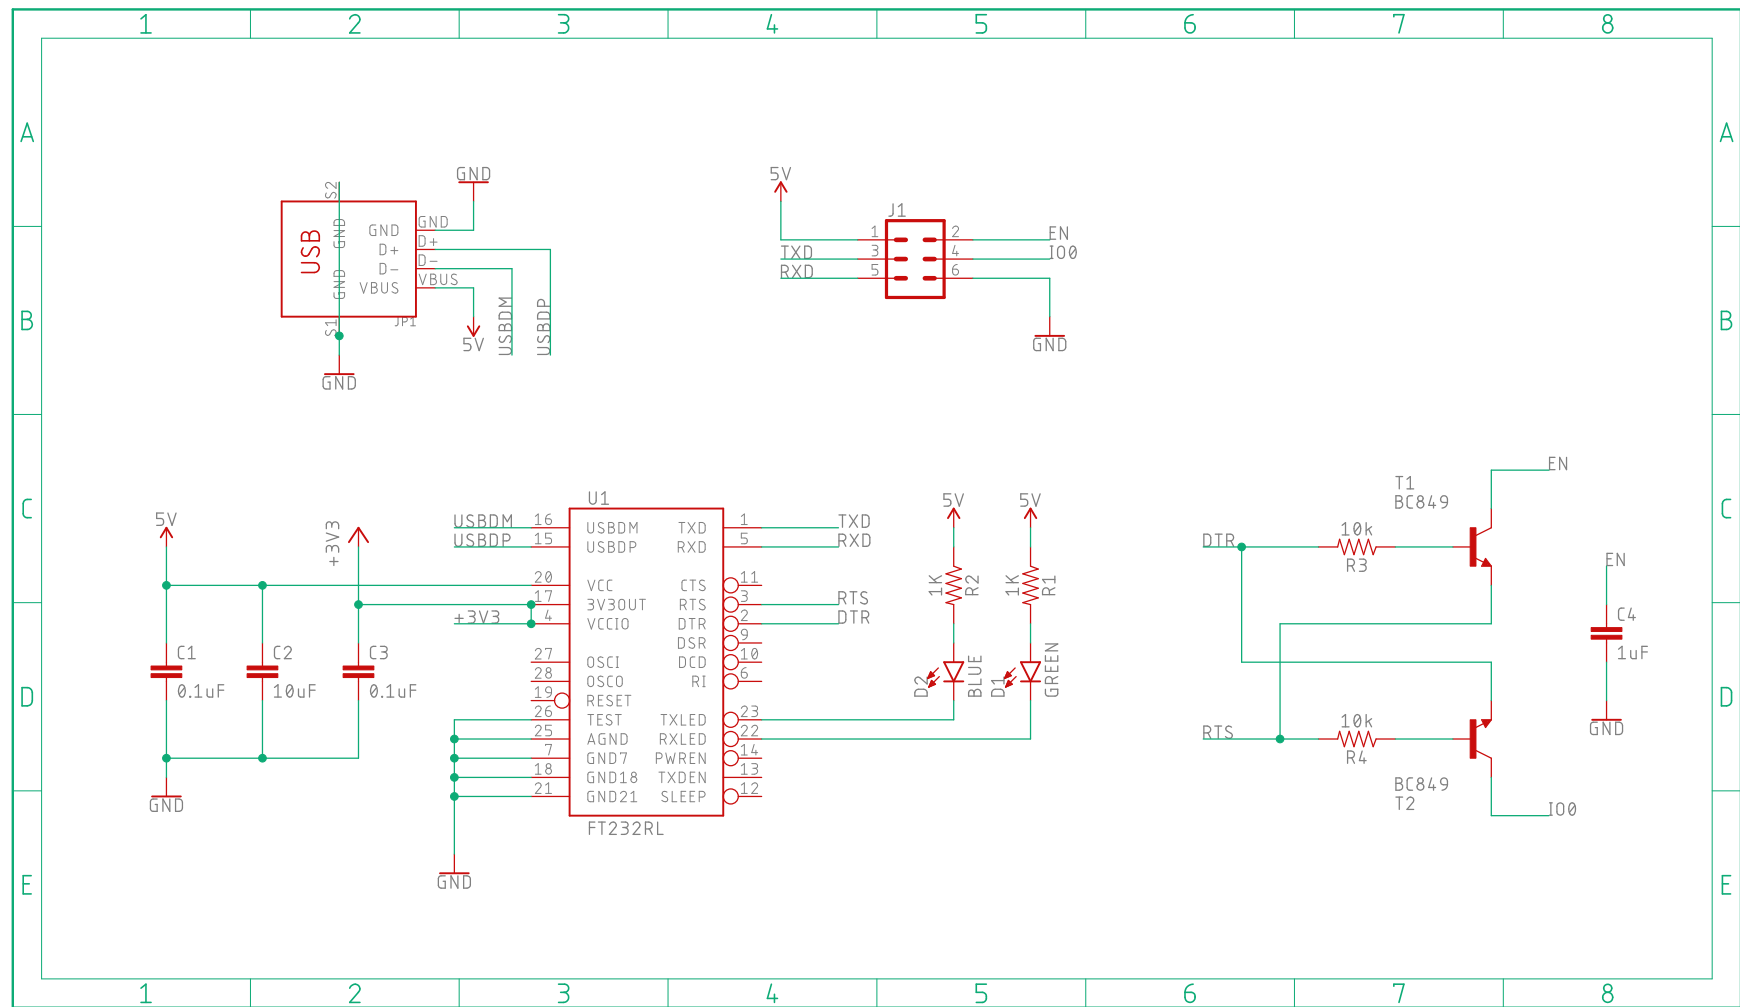 1 2 3 4 5 6 7 8
A A
GND 5V
S2 J1
USB GND GND GND 1 2 EN
D+ D+ TXD 3 4 IO0
D- D- RXD 5 6
GND VBUS VBUS
B B
S1 JP1 5V USBDM USBDP GND
GND
EN
T1
BC849
C C
U1 5V 5V
5V +3V3 USBDM 16 USBDM TXD 1 TXD
USBDP 15 USBDP RXD 5 RXD
10k
DTR
R3
EN
20 VCC CTS 11 1K R2 1K R1
17 3V3OUT RTS 3 RTS
+3V3 4 VCCIO DTR 2 DTR
DSR 9
C4
1uF
C1 C2 C3 27 OSCI DCD 10
28 OSCO RI 6
0.1uF 10uF 0.1uF 19 RESET
D2 BLUE D1 GREEN
D D
26 TEST TXLED 23
25 AGND RXLED 22
7 GND7 PWREN 14
18 GND18 TXDEN 13
21 GND21 SLEEP 12
10k
RTS
R4
GND
BC849
T2
IO0
GND
FT232RL
GND
E E
1 2 3 4 5 6 7 8